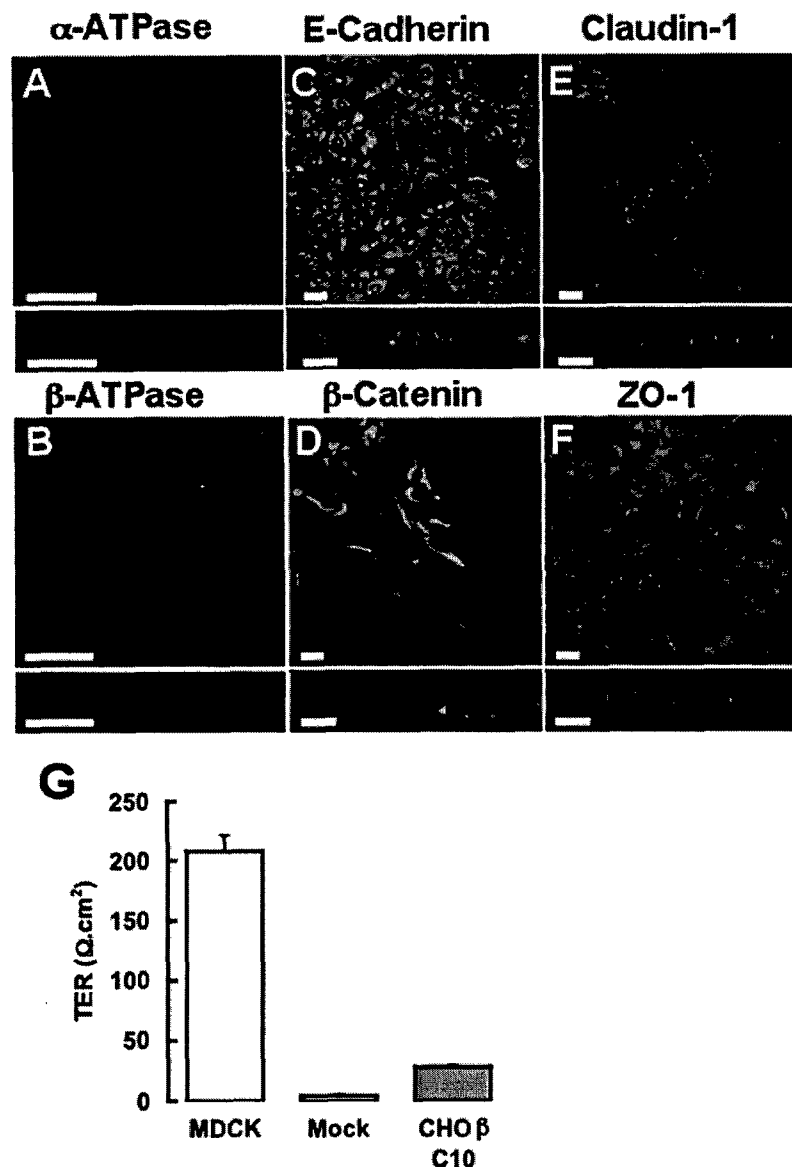 α-ATPase E-Cadherin Claudin-1
A C E
β-ATPase β-Catenin ZO-1
B D F
G
250
200
150
100
50
0
TER (Ω.cm²)
MDCK Mock CHO β
C10